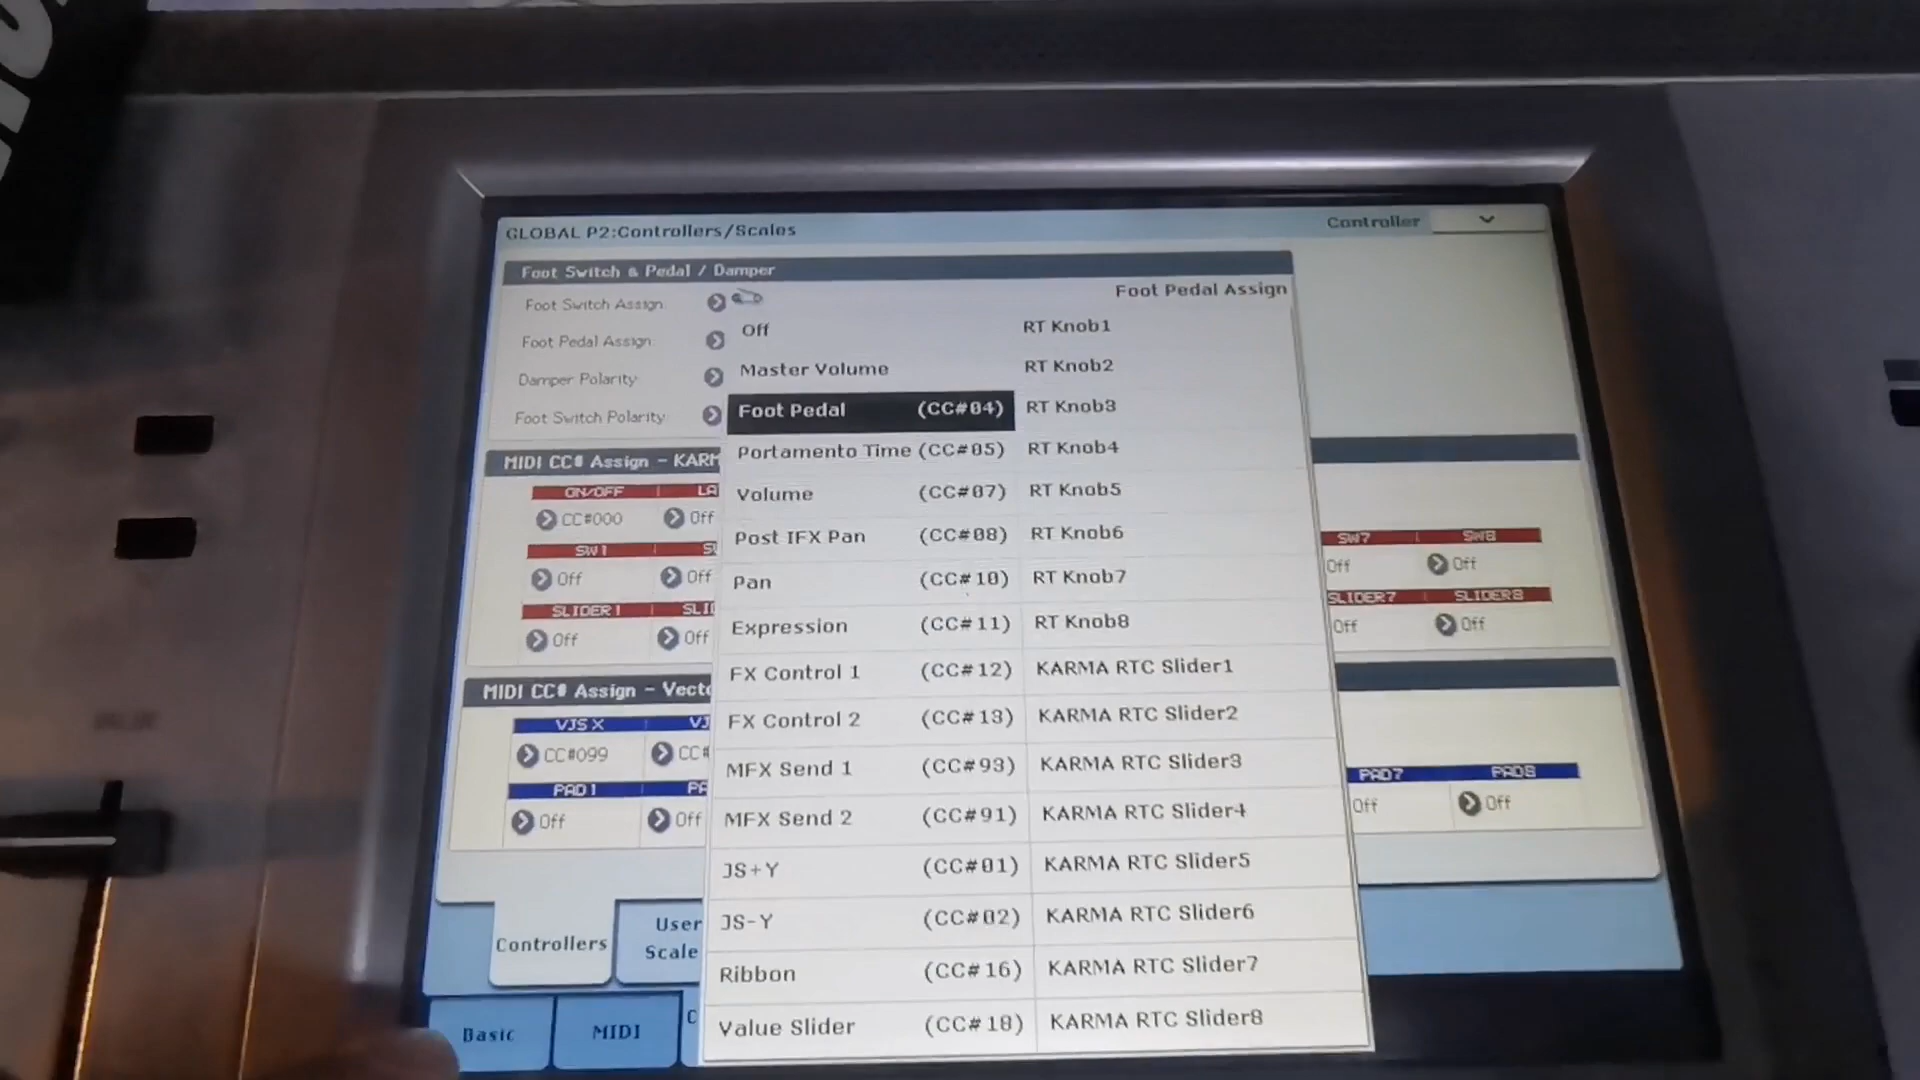 GLOBAL P2:Controllers/Scales
Controller
Foot Switch & Pedal / Damper
Foot Switch Assign:
Foot Pedal Assign:
Damper Polarity:
Foot Switch Polarity:
Foot Pedal Assign
Off
Master Volume
Foot Pedal (CC#04)
Portamento Time (CC#05)
Volume (CC#07)
Post IFX Pan (CC#08)
Pan (CC#10)
Expression (CC#11)
FX Control 1 (CC#12)
FX Control 2 (CC#13)
MFX Send 1 (CC#93)
MFX Send 2 (CC#91)
JS+Y (CC#01)
JS-Y (CC#02)
Ribbon (CC#16)
Value Slider (CC#18)
RT Knob1
RT Knob2
RT Knob3
RT Knob4
RT Knob5
RT Knob6
RT Knob7
RT Knob8
KARMA RTC Slider1
KARMA RTC Slider2
KARMA RTC Slider3
KARMA RTC Slider4
KARMA RTC Slider5
KARMA RTC Slider6
KARMA RTC Slider7
KARMA RTC Slider8
MIDI CC# Assign - KARM
ON/OFF LA
CC#000 Off
SW1 S
Off Off
SW7 SW8
Off Off
SLIDER1 SLI
Off Off
SLIDER7 SLIDER8
Off Off
MIDI CC# Assign - Vecto
VJS X VJ
CC#099 CC#
PAD1 PA
Off Off
PAD7 PAD8
Off Off
Controllers
User
Scale
Basic
MIDI
C
VALUE